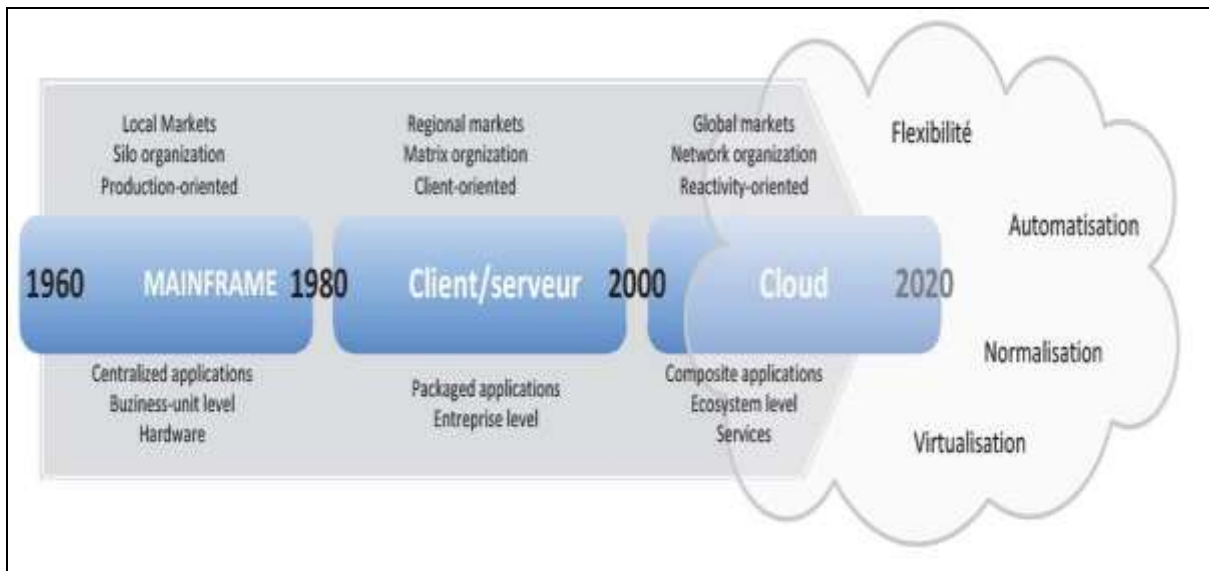 Local Markets
Silo organization
Production-oriented
Regional markets
Matrix orgnization
Client-oriented
Global markets
Network organization
Reactivity-oriented
Flexibilité
Automatisation
1960 MAINFRAME 1980 Client/serveur 2000 Cloud 2020
Normalisation
Virtualisation
Centralized applications
Buziness-unit level
Hardware
Packaged applications
Entreprise level
Composite applications
Ecosystem level
Services